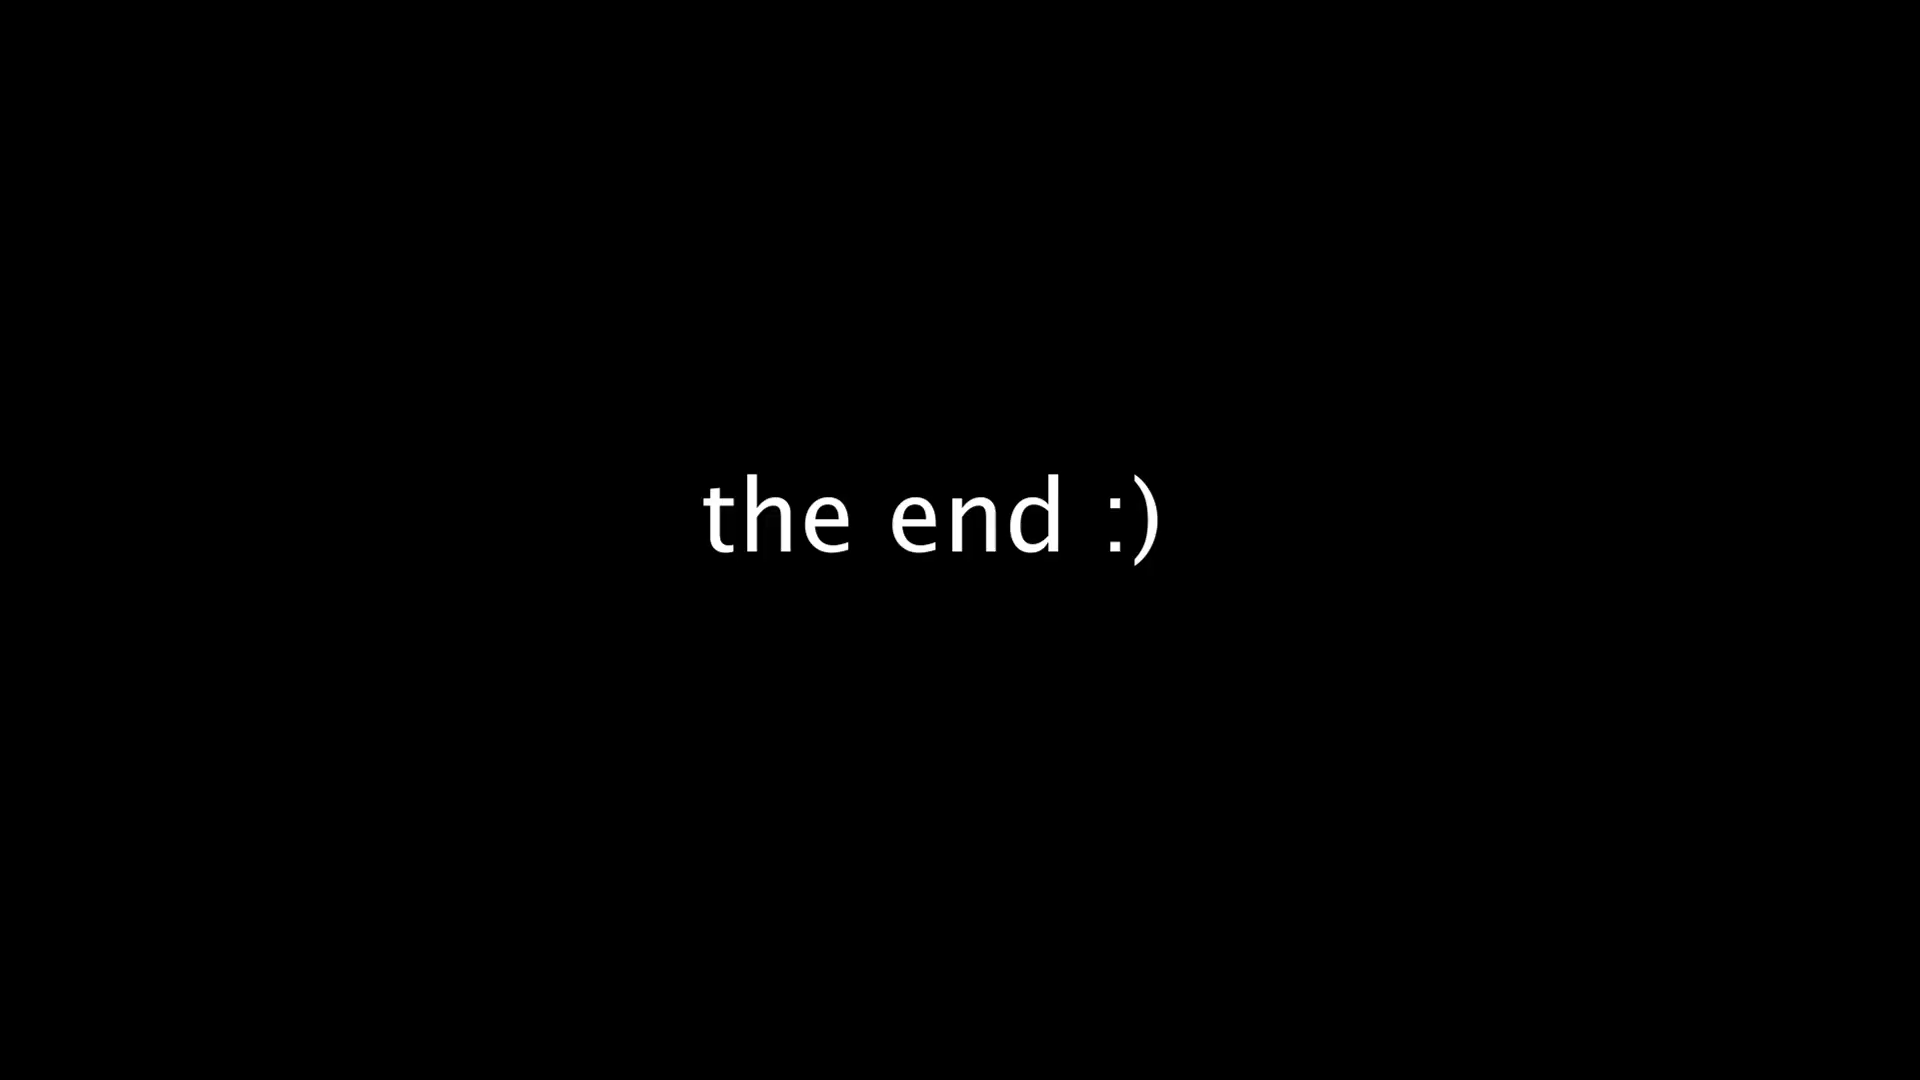 the end :)